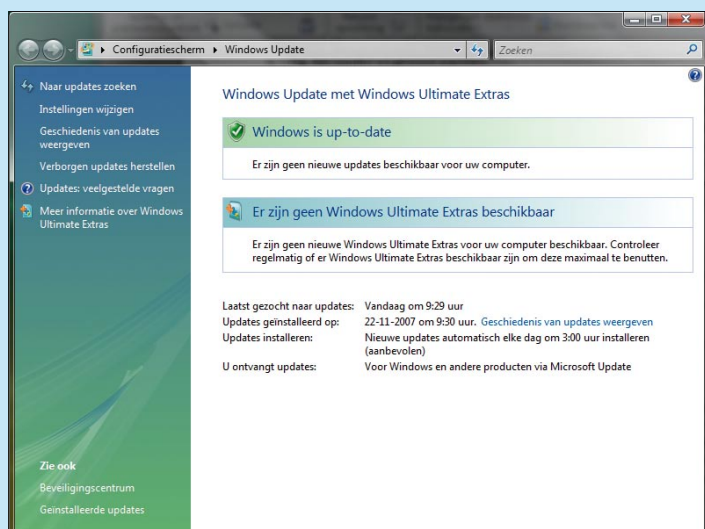 Configuratiescherm Windows Update
Zoeken
Naar updates zoeken
Instellingen wijzigen
Geschiedenis van updates
weergeven
Verborgen updates herstellen
Updates: veelgestelde vragen
Meer informatie over Windows
Ultimate Extras
Zie ook
Beveiligingscentrum
Geïnstalleerde updates
Windows Update met Windows Ultimate Extras
Windows is up-to-date
Er zijn geen nieuwe updates beschikbaar voor uw computer.
Er zijn geen Windows Ultimate Extras beschikbaar
Er zijn geen nieuwe Windows Ultimate Extras voor uw computer beschikbaar. Controleer
regelmatig of er Windows Ultimate Extras beschikbaar zijn om deze maximaal te benutten.
Laatst gezocht naar updates: Vandaag om 9:29 uur
Updates geïnstalleerd op: 22-11-2007 om 9:30 uur. Geschiedenis van updates weergeven
Updates installeren: Nieuwe updates automatisch elke dag om 3:00 uur installeren
(aanbevolen)
U ontvangt updates: Voor Windows en andere producten via Microsoft Update